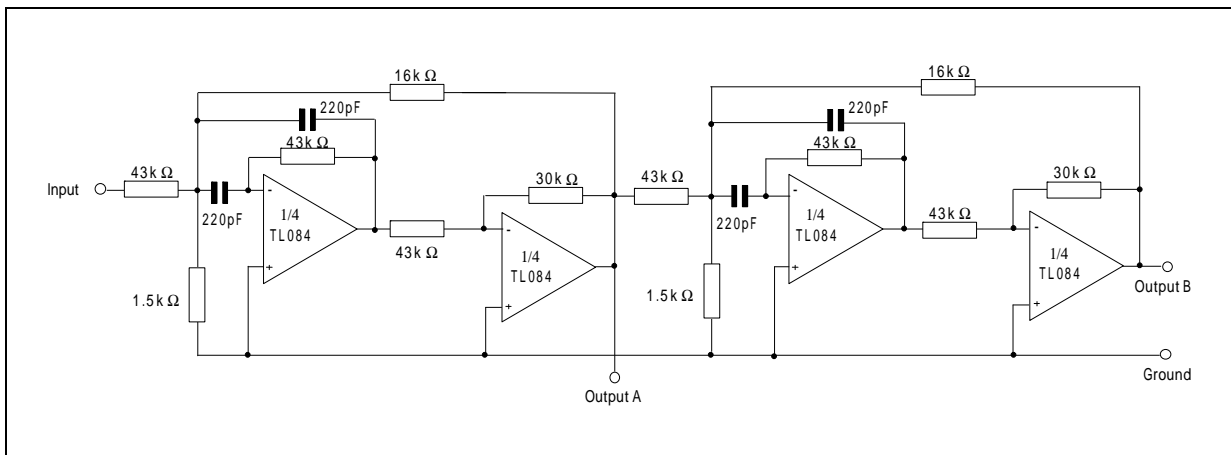 16k Ω
16k Ω
220pF
220pF
43k Ω
43k Ω
43k Ω
30k Ω
43k Ω
30k Ω
Input
-
-
220pF
1/4
TL084
43k Ω
-
1/4
TL084
+
+
1.5k Ω
43k Ω
-
220pF
1/4
TL084
43k Ω
-
1/4
TL084
+
+
1.5k Ω
Output B
Output A
Ground